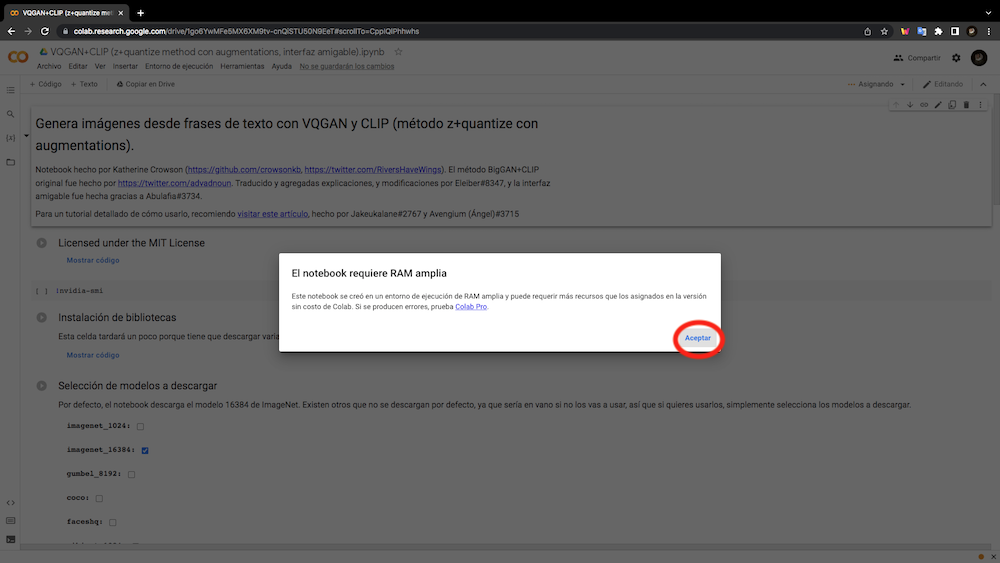 VQGAN+CLIP (z+quantize met
colab.research.google.com/drive/1go6YwMFe5MX6XM9tv-cnQiSTU50N9EeT#scrollTo=CppIQlPhhwhs
VQGAN+CLIP (z+quantize method con augmentations, interfaz amigable).ipynb
Archivo Editar Ver Insertar Entorno de ejecución Herramientas Ayuda No se guardarán los cambios
Compartir
+ Código + Texto Copiar en Drive
Asignando
Editando
Genera imágenes desde frases de texto con VQGAN y CLIP (método z+quantize con
augmentations).
Notebook hecho por Katherine Crowson (https://github.com/crowsonkb, https://twitter.com/RiversHaveWings). El método BigGAN+CLIP
original fue hecho por https://twitter.com/advadnoun. Traducido y agregadas explicaciones, y modificaciones por Eleiber#8347, y la interfaz
amigable fue hecha gracias a Abulafia#3734.
Para un tutorial detallado de cómo usarlo, recomiendo visitar este artículo, hecho por Jakeukalane#2767 y Avengium (Ángel)#3715
Licensed under the MIT License
Mostrar código
[ ] !nvidia-smi
Instalación de bibliotecas
Esta celda tardará un poco porque tiene que descargar varia
Mostrar código
El notebook requiere RAM amplia
Este notebook se creó en un entorno de ejecución de RAM amplia y puede requerir más recursos que los asignados en la versión
sin costo de Colab. Si se producen errores, prueba Colab Pro.
Aceptar
Selección de modelos a descargar
Por defecto, el notebook descarga el modelo 16384 de ImageNet. Existen otros que no se descargan por defecto, ya que sería en vano si no los vas a usar, así que si quieres usarlos, simplemente selecciona los modelos a descargar.
imagenet_1024:
imagenet_16384:
gumbel_8192:
coco:
faceshq: